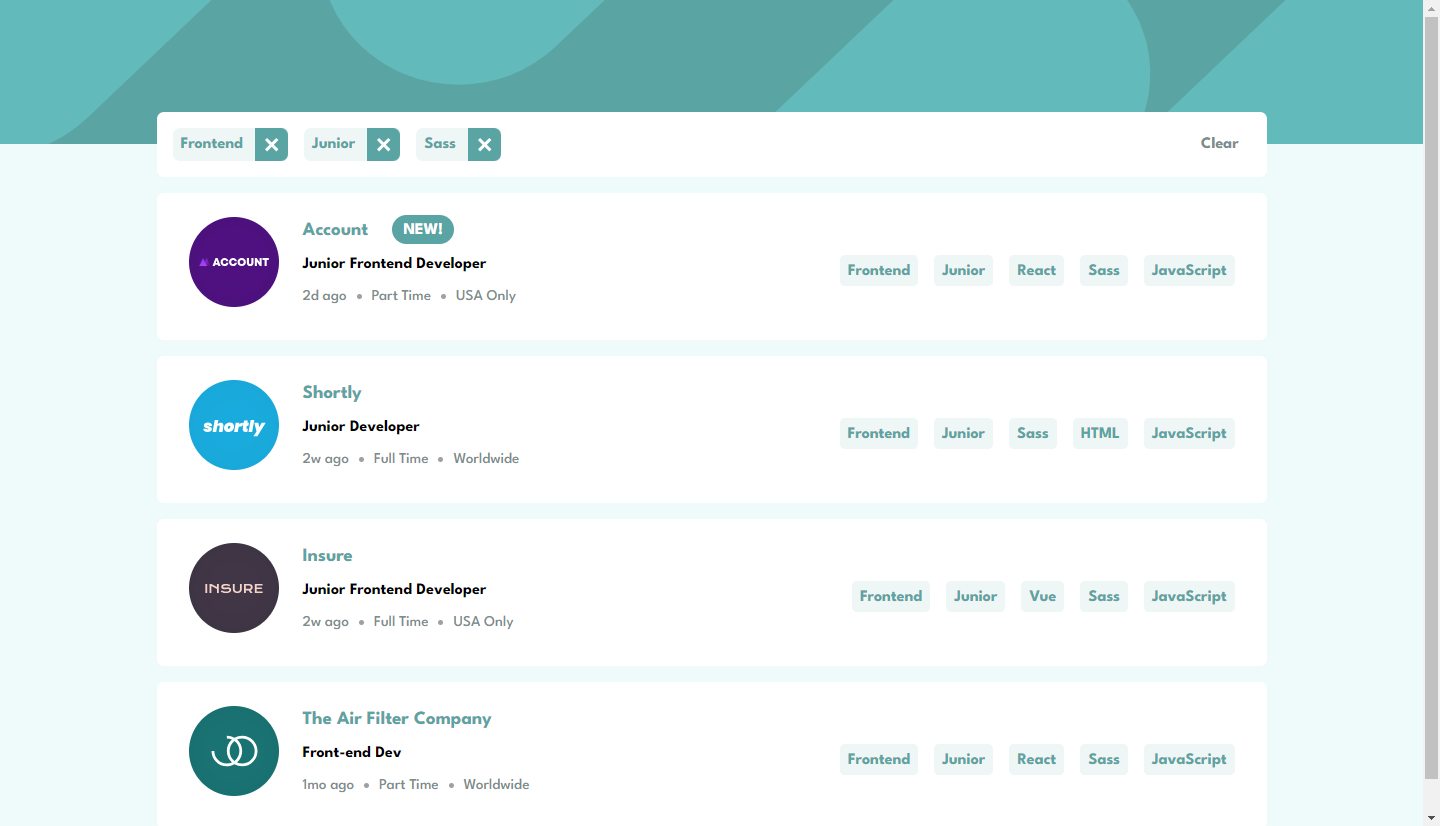 Frontend Junior Sass Clear
ACCOUNT
Account NEW!
Junior Frontend Developer
2d ago • Part Time • USA Only
Frontend Junior React Sass JavaScript
shortly
Shortly
Junior Developer
2w ago • Full Time • Worldwide
Frontend Junior Sass HTML JavaScript
INSURE
Insure
Junior Frontend Developer
2w ago • Full Time • USA Only
Frontend Junior Vue Sass JavaScript
The Air Filter Company
Front-end Dev
1mo ago • Part Time • Worldwide
Frontend Junior React Sass JavaScript